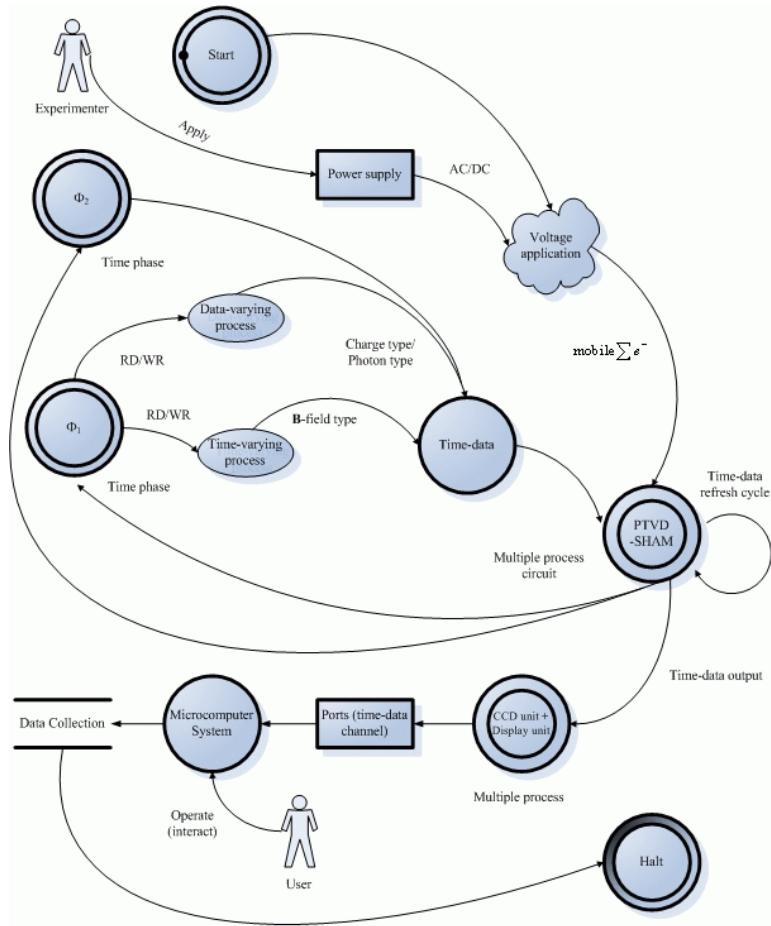 Start
Experimenter
Apply
Power supply
AC/DC
Φ2
Voltage
application
Time phase
Data-varying
process
Charge type/
Photon type
mobile∑e⁻
RD/WR
RD/WR
B-field type
Φ1
Time-varying
process
Time-data
Time phase
Time-data
refresh cycle
PTVD
-SHAM
Multiple process
circuit
Time-data output
Data Collection
Microcomputer
System
Ports (time-data
channel)
CCD unit +
Display unit
Multiple process
Operate
(interact)
User
Halt